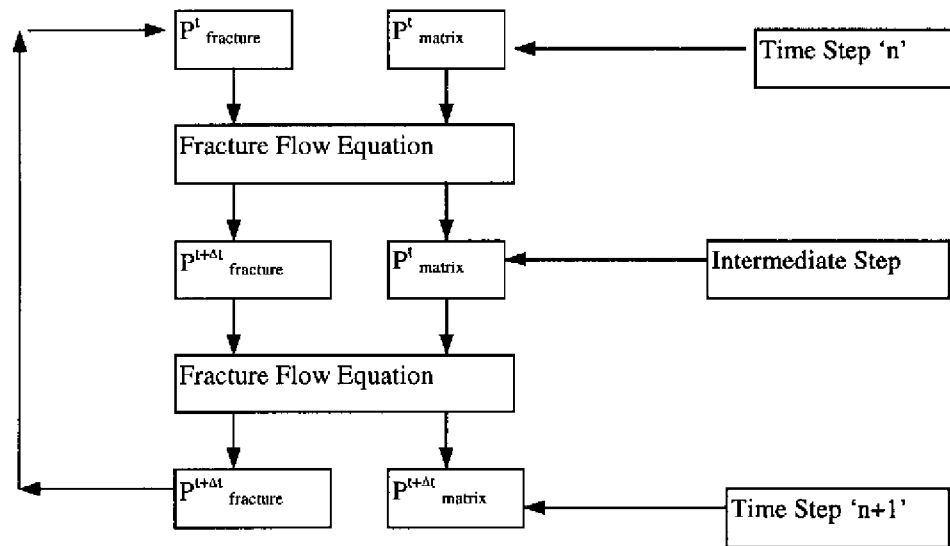 P^t fracture
P^t matrix
Time Step ‘n’
Fracture Flow Equation
P^t+Δt fracture
P^t matrix
Intermediate Step
Fracture Flow Equation
P^t+Δt fracture
P^t+Δt matrix
Time Step ‘n+1’